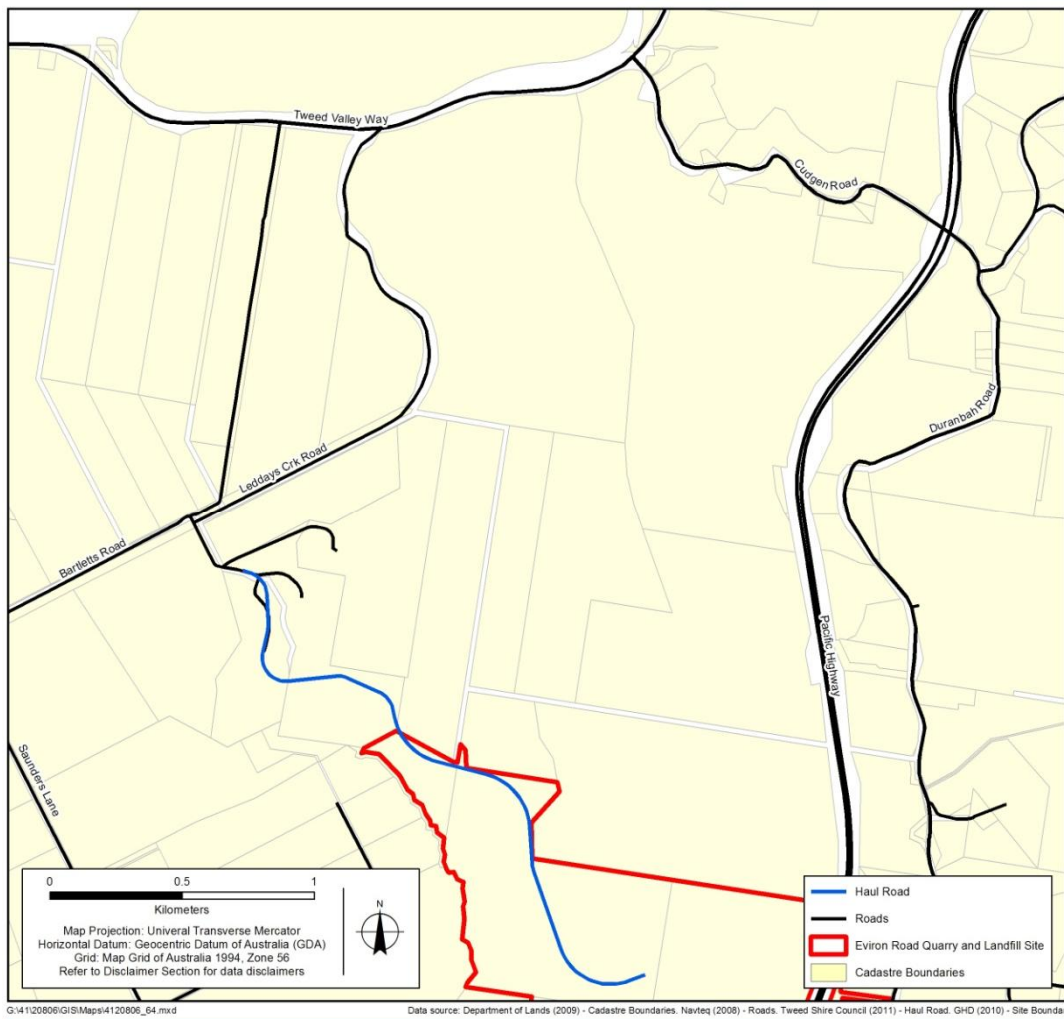 Tweed Valley Way
Cudgen Road
Duranbah Road
Leddays Crk Road
Bartletts Road
Pacific Highway
Saunders Lane
0 0.5 1
Kilometers
Map Projection: Univeral Transverse Mercator
Horizontal Datum: Geocentric Datum of Australia (GDA)
Grid: Map Grid of Australia 1994, Zone 56
Refer to Disclaimer Section for data disclaimers
N
Haul Road
Roads
Eviron Road Quarry and Landfill Site
Cadastre Boundaries
G:\41\20806\GIS\Maps\4120806_64.mxd
Data source: Department of Lands (2009) - Cadastre Boundaries. Navteq (2008) - Roads. Tweed Shire Council (2011) - Haul Road. GHD (2010) - Site